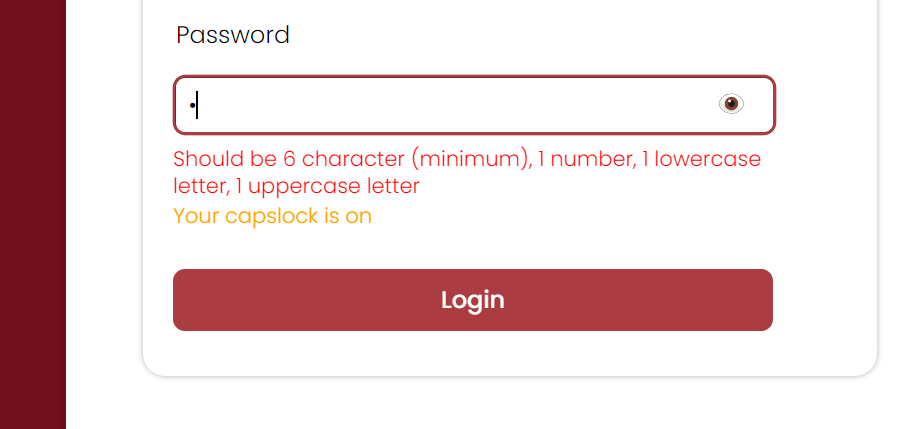 Password
•
Should be 6 character (minimum), 1 number, 1 lowercase
letter, 1 uppercase letter
Your capslock is on
Login